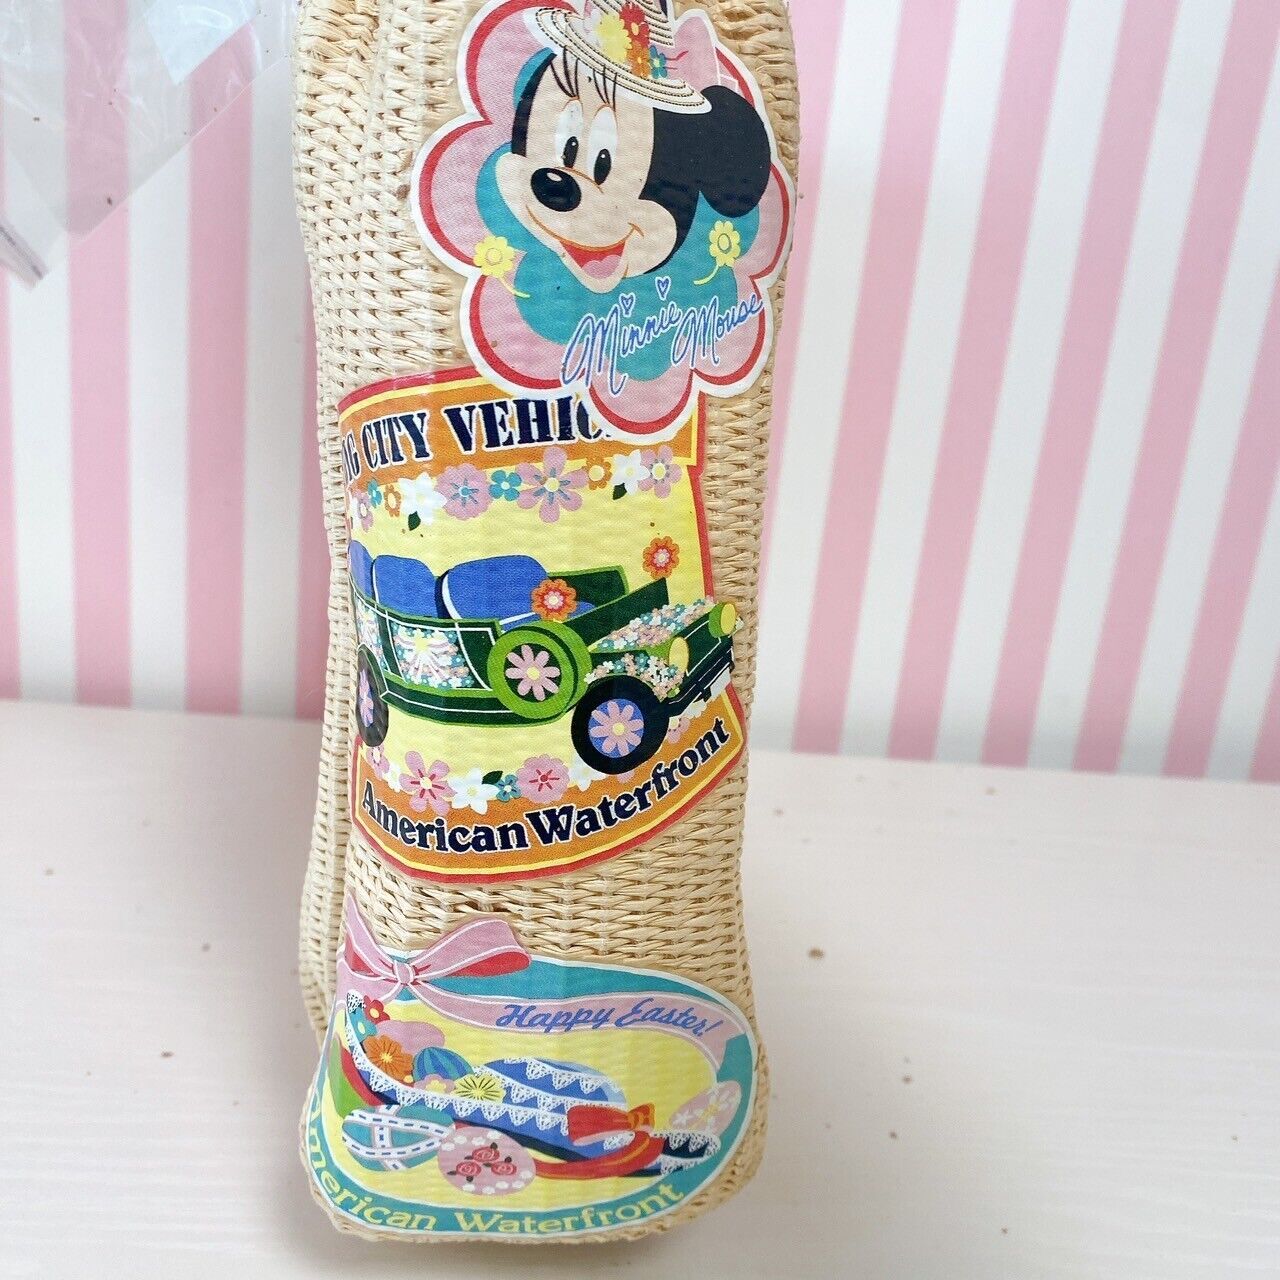 Minnie Mouse
CITY VEHIC
American Waterfront
Happy Easter!
American Waterfront